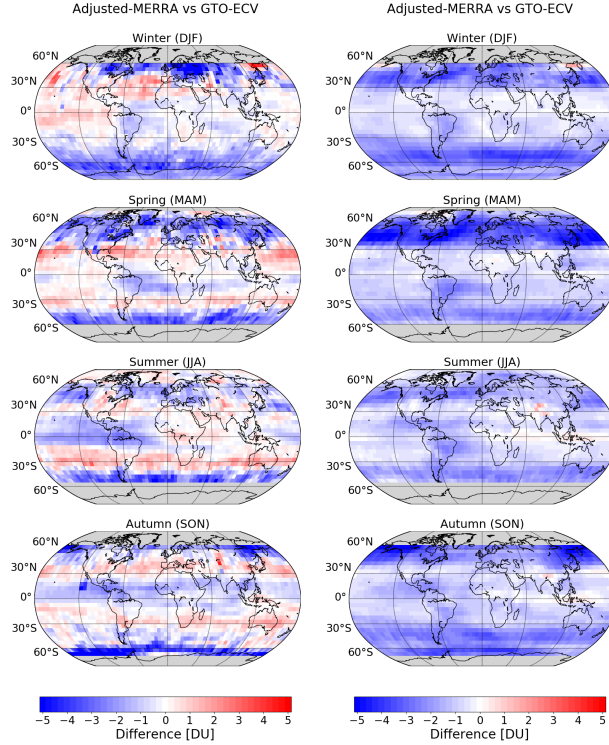 Adjusted-MERRA vs GTO-ECV
Adjusted-MERRA vs GTO-ECV
Winter (DJF)
Winter (DJF)
60°N
30°N
0°
30°S
60°S
60°N
30°N
0°
30°S
60°S
Spring (MAM)
Spring (MAM)
60°N
30°N
0°
30°S
60°S
60°N
30°N
0°
30°S
60°S
Summer (JJA)
Summer (JJA)
60°N
30°N
0°
30°S
60°S
60°N
30°N
0°
30°S
60°S
Autumn (SON)
Autumn (SON)
60°N
30°N
0°
30°S
60°S
60°N
30°N
0°
30°S
60°S
−5 −4 −3 −2 −1 0 1 2 3 4 5
Difference [DU]
−5 −4 −3 −2 −1 0 1 2 3 4 5
Difference [DU]